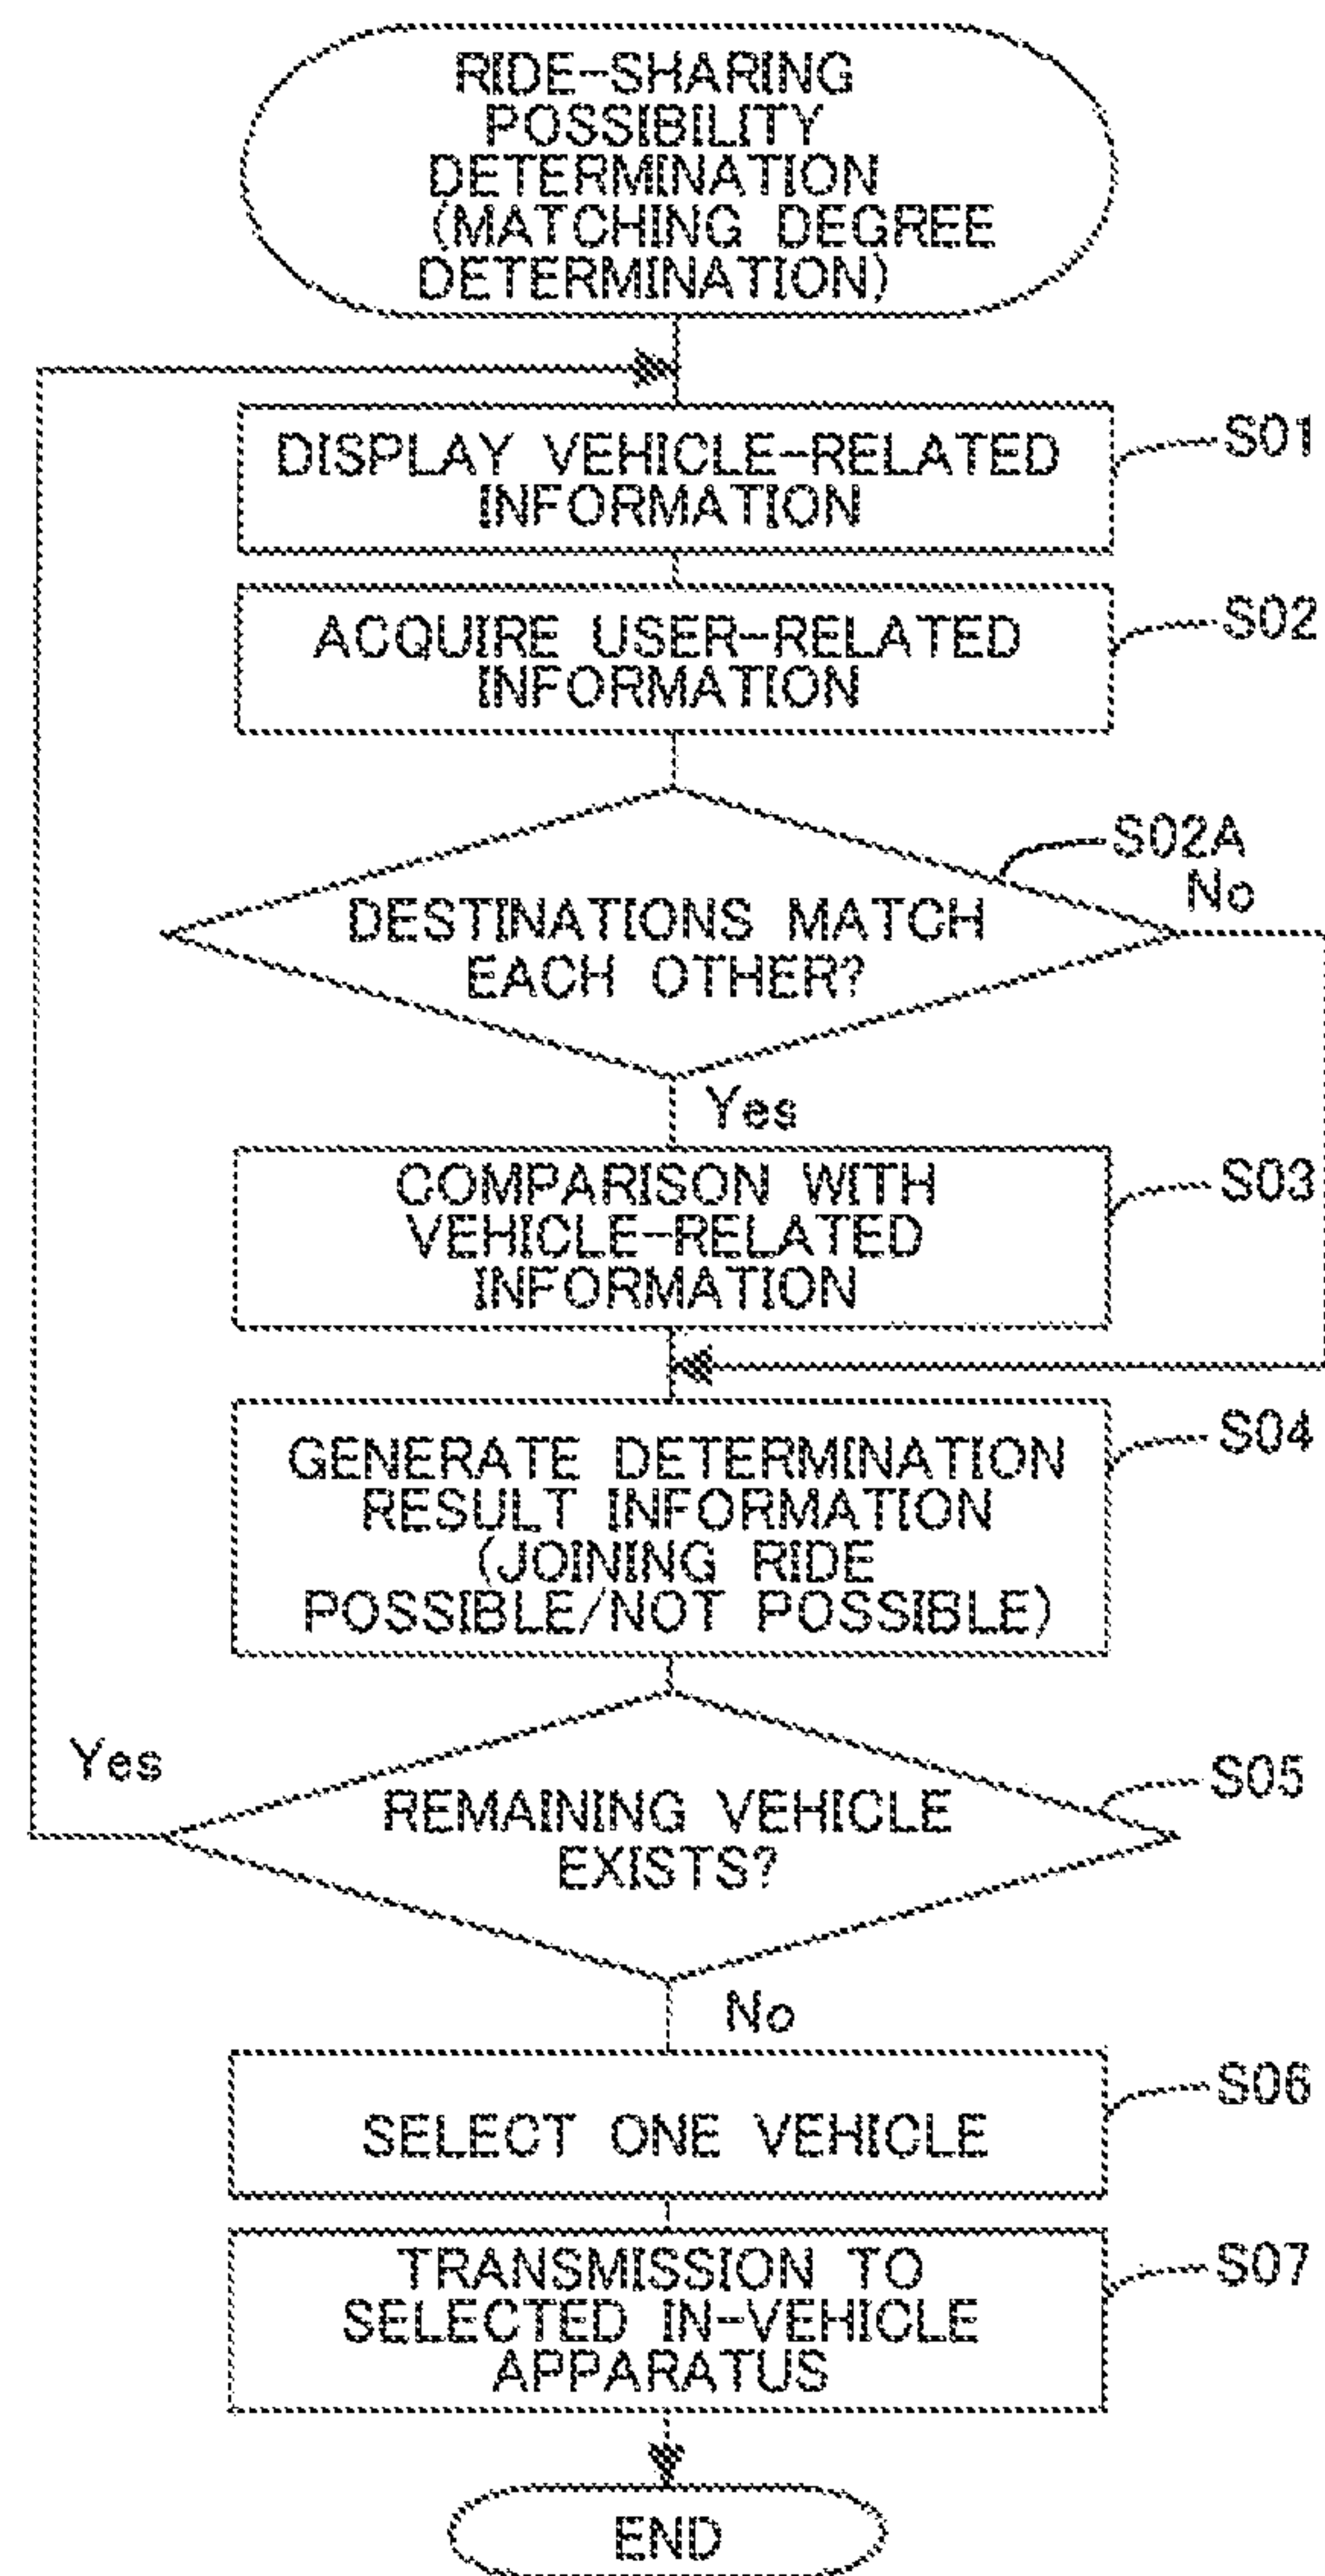 RIDE-SHARING
POSSIBILITY
DETERMINATION
(MATCHING DEGREE
DETERMINATION)
DISPLAY VEHICLE-RELATED
INFORMATION
S01
ACQUIRE USER-RELATED
INFORMATION
S02
S02A
No
DESTINATIONS MATCH
EACH OTHER?
Yes
COMPARISON WITH
VEHICLE-RELATED
INFORMATION
S03
GENERATE DETERMINATION
RESULT INFORMATION
(JOINING RIDE
POSSIBLE/NOT POSSIBLE)
S04
Yes
REMAINING VEHICLE
EXISTS?
S05
No
SELECT ONE VEHICLE
S06
TRANSMISSION TO
SELECTED IN-VEHICLE
APPARATUS
S07
END